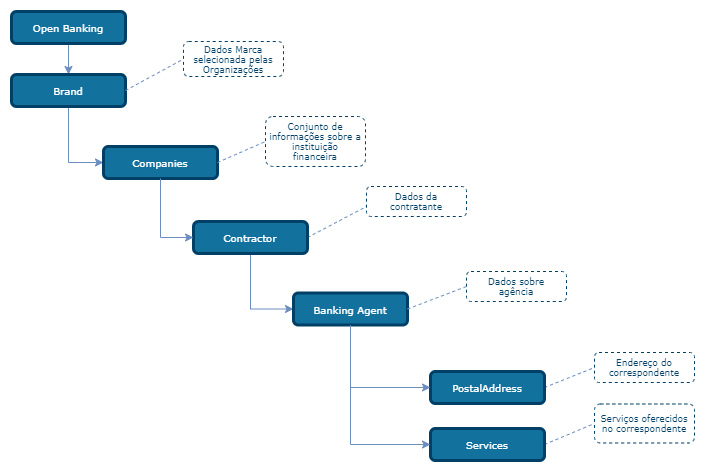 Open Banking
Dados Marca
selecionada pelas
Organizações
Brand
Conjunto de
informações sobre a
instituição
financeira
Companies
Dados da
contratante
Contractor
Dados sobre
agência
Banking Agent
Endereço do
correspondente
PostalAddress
Serviços oferecidos
no correspondente
Services